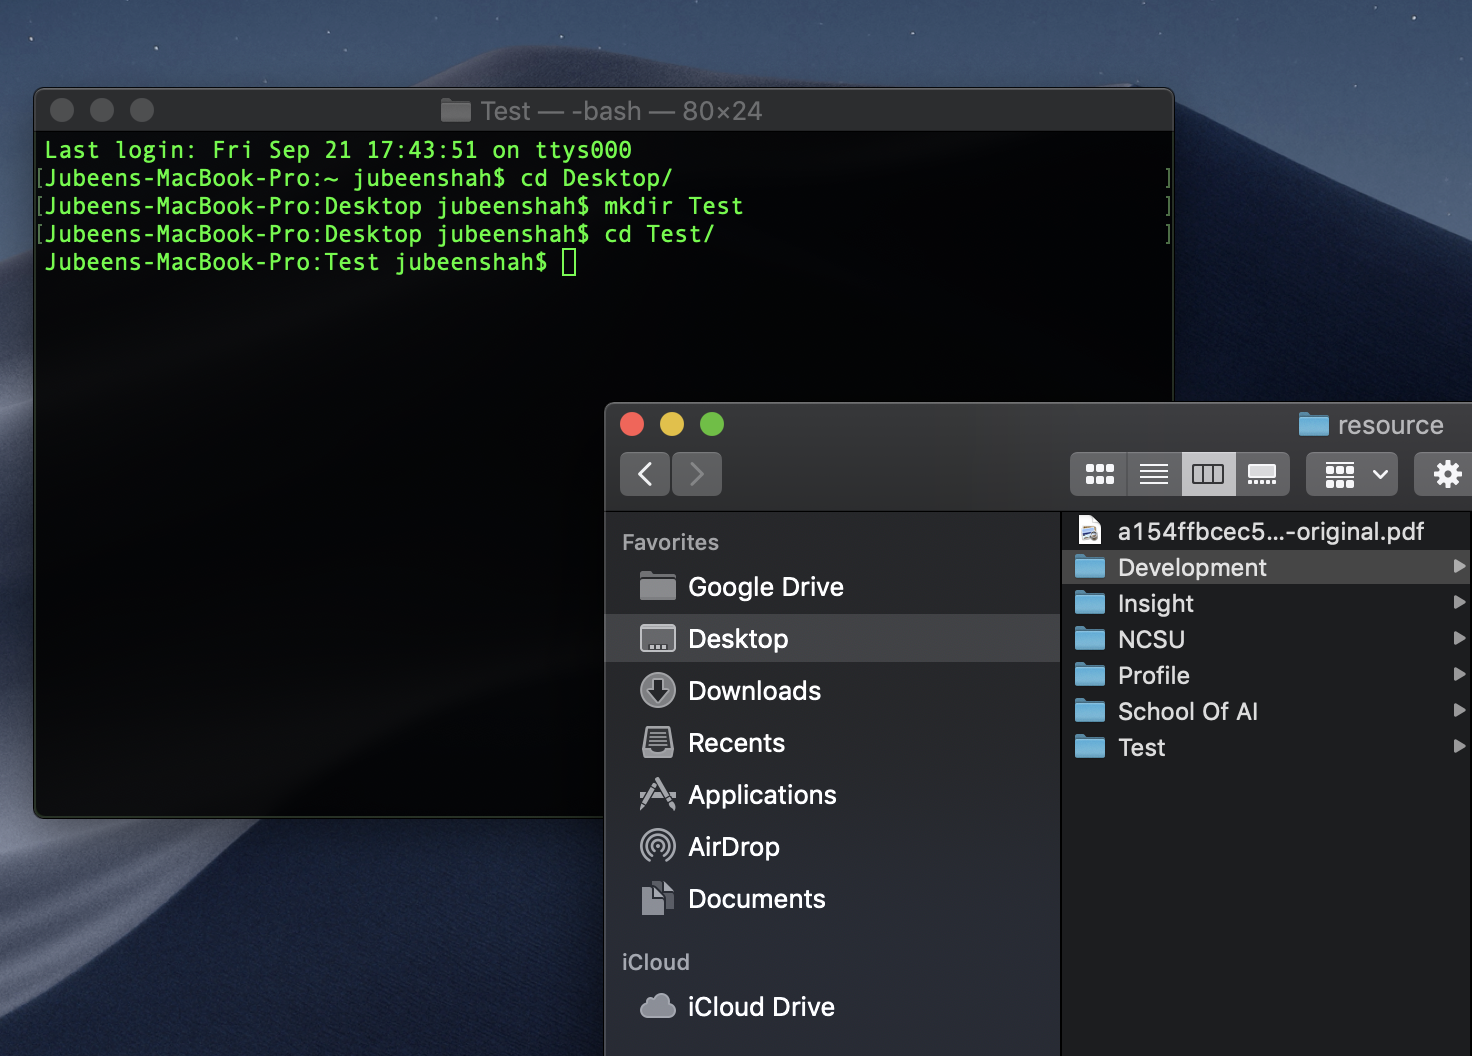 Test — -bash — 80×24
Last login: Fri Sep 21 17:43:51 on ttys000
[Jubeens-MacBook-Pro:~ jubeenshah$ cd Desktop/ ]
[Jubeens-MacBook-Pro:Desktop jubeenshah$ mkdir Test ]
[Jubeens-MacBook-Pro:Desktop jubeenshah$ cd Test/ ]
Jubeens-MacBook-Pro:Test jubeenshah$
resource
Favorites
Google Drive
Desktop
Downloads
Recents
Applications
AirDrop
Documents
iCloud
iCloud Drive
a154ffbcec5...-original.pdf
Development
Insight
NCSU
Profile
School Of AI
Test